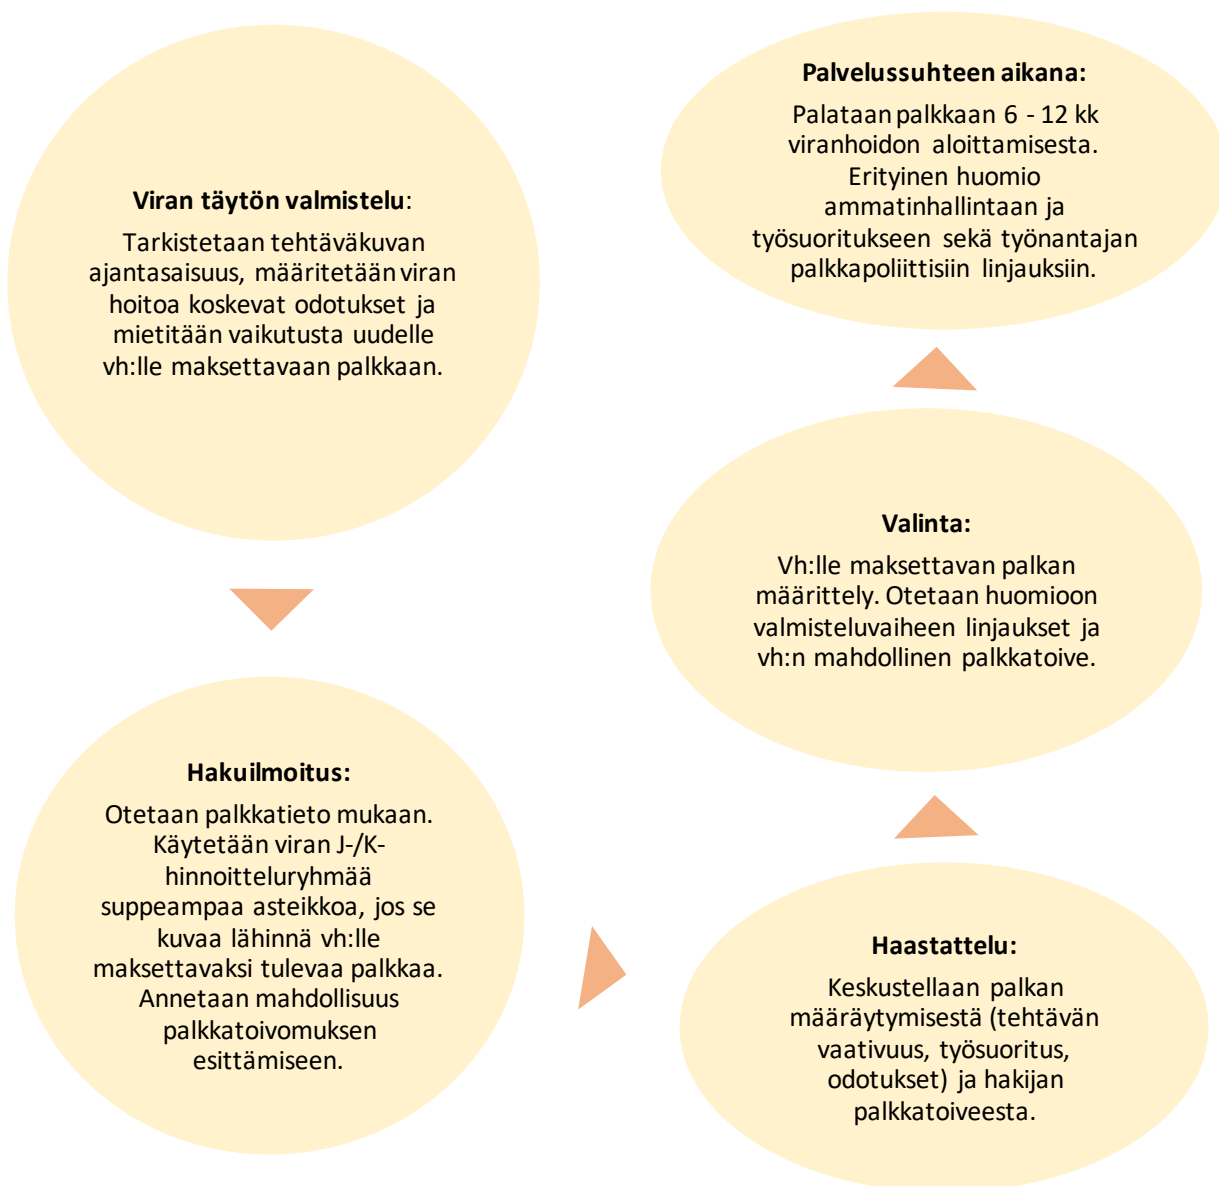 Viran täytön valmistelu:
Tarkistetaan tehtäväkuvan
ajantasaisuus, määritetään viran
hoitoa koskevat odotukset ja
mietitään vaikutusta uudelle
vh:lle maksettavaan palkkaan.
Hakuilmoitus:
Otetaan palkkatieto mukaan.
Käytetään viran J-/K-
hinnoitteluryhmää
suppeampaa asteikkoa, jos se
kuvaa lähinnä vh:lle
maksettavaksi tulevaa palkkaa.
Annetaan mahdollisuus
palkkatoivomuksen
esittämiseen.
Haastattelu:
Keskustellaan palkan
määräytymisestä (tehtävän
vaativuus, työsuoritus,
odotukset) ja hakijan
palkkatoiveesta.
Valinta:
Vh:lle maksettavan palkan
määrittely. Otetaan huomioon
valmisteluvaiheen linjaukset ja
vh:n mahdollinen palkkatoive.
Palvelussuhteen aikana:
Palataan palkkaan 6 - 12 kk
viranhoidon aloittamisesta.
Erityinen huomio
ammatinhallintaan ja
työsuoritukseen sekä työnantajan
palkkapoliittisiin linjauksiin.